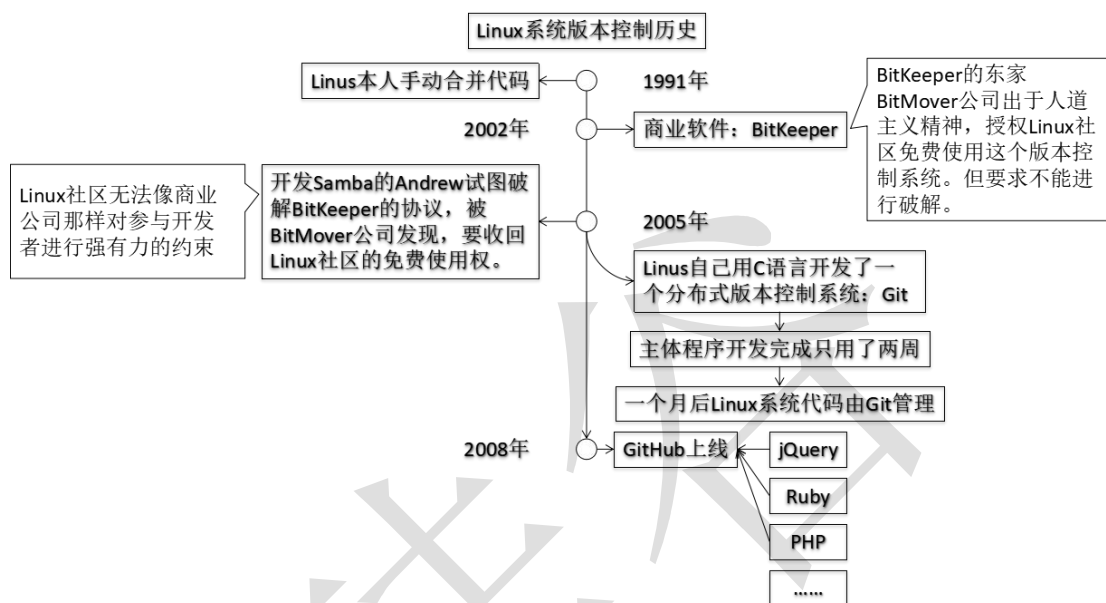 Linux系统版本控制历史
Linus本人手动合并代码
1991年
BitKeeper的东家
BitMover公司出于人道
主义精神，授权Linux社
区免费使用这个版本控
制系统。但要求不能进
行破解。
2002年
商业软件：BitKeeper
Linux社区无法像商业
公司那样对参与开发
者进行强有力的约束
开发Samba的Andrew试图破
解BitKeeper的协议，被
BitMover公司发现，要收回
Linux社区的免费使用权。
2005年
Linus自己用C语言开发了一
个分布式版本控制系统：Git
主体程序开发完成只用了两周
一个月后Linux系统代码由Git管理
2008年
GitHub上线
jQuery
Ruby
PHP
……